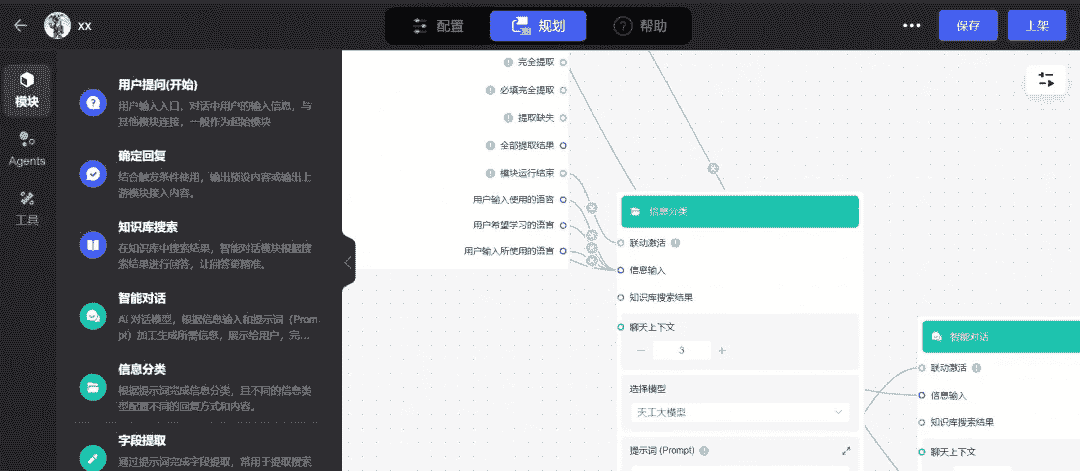 xx
配置
规划
帮助
保存
上架
模块
Agents
工具
用户提问(开始)
用户输入入口，对话中用户的输入信息，与
其他模块连接，一般作为起始模块
确定回复
结合触发条件使用，输出预设内容或输出上
游模块接入内容。
知识库搜索
在知识库中搜索结果，智能对话模块根据搜
索结果进行回答，让回答更精准。
智能对话
AI 对话模型，根据信息输入和提示词（Prom
pt）加工生成所需信息，展示给用户，完…
信息分类
根据提示词完成信息分类，且不同的信息类
型配置不同的回复方式和内容。
字段提取
通过提示词完成字段提取，常用于提取搜索
完全提取
必填完全提取
提取缺失
全部提取结果
模块运行结束
用户输入使用的语言
用户希望学习的语言
用户输入所使用的语言
信息分类
联动激活
信息输入
知识库搜索结果
聊天上下文
3
选择模型
天工大模型
提示词 (Prompt)
智能对话
联动激活
信息输入
知识库搜索结果
聊天上下文